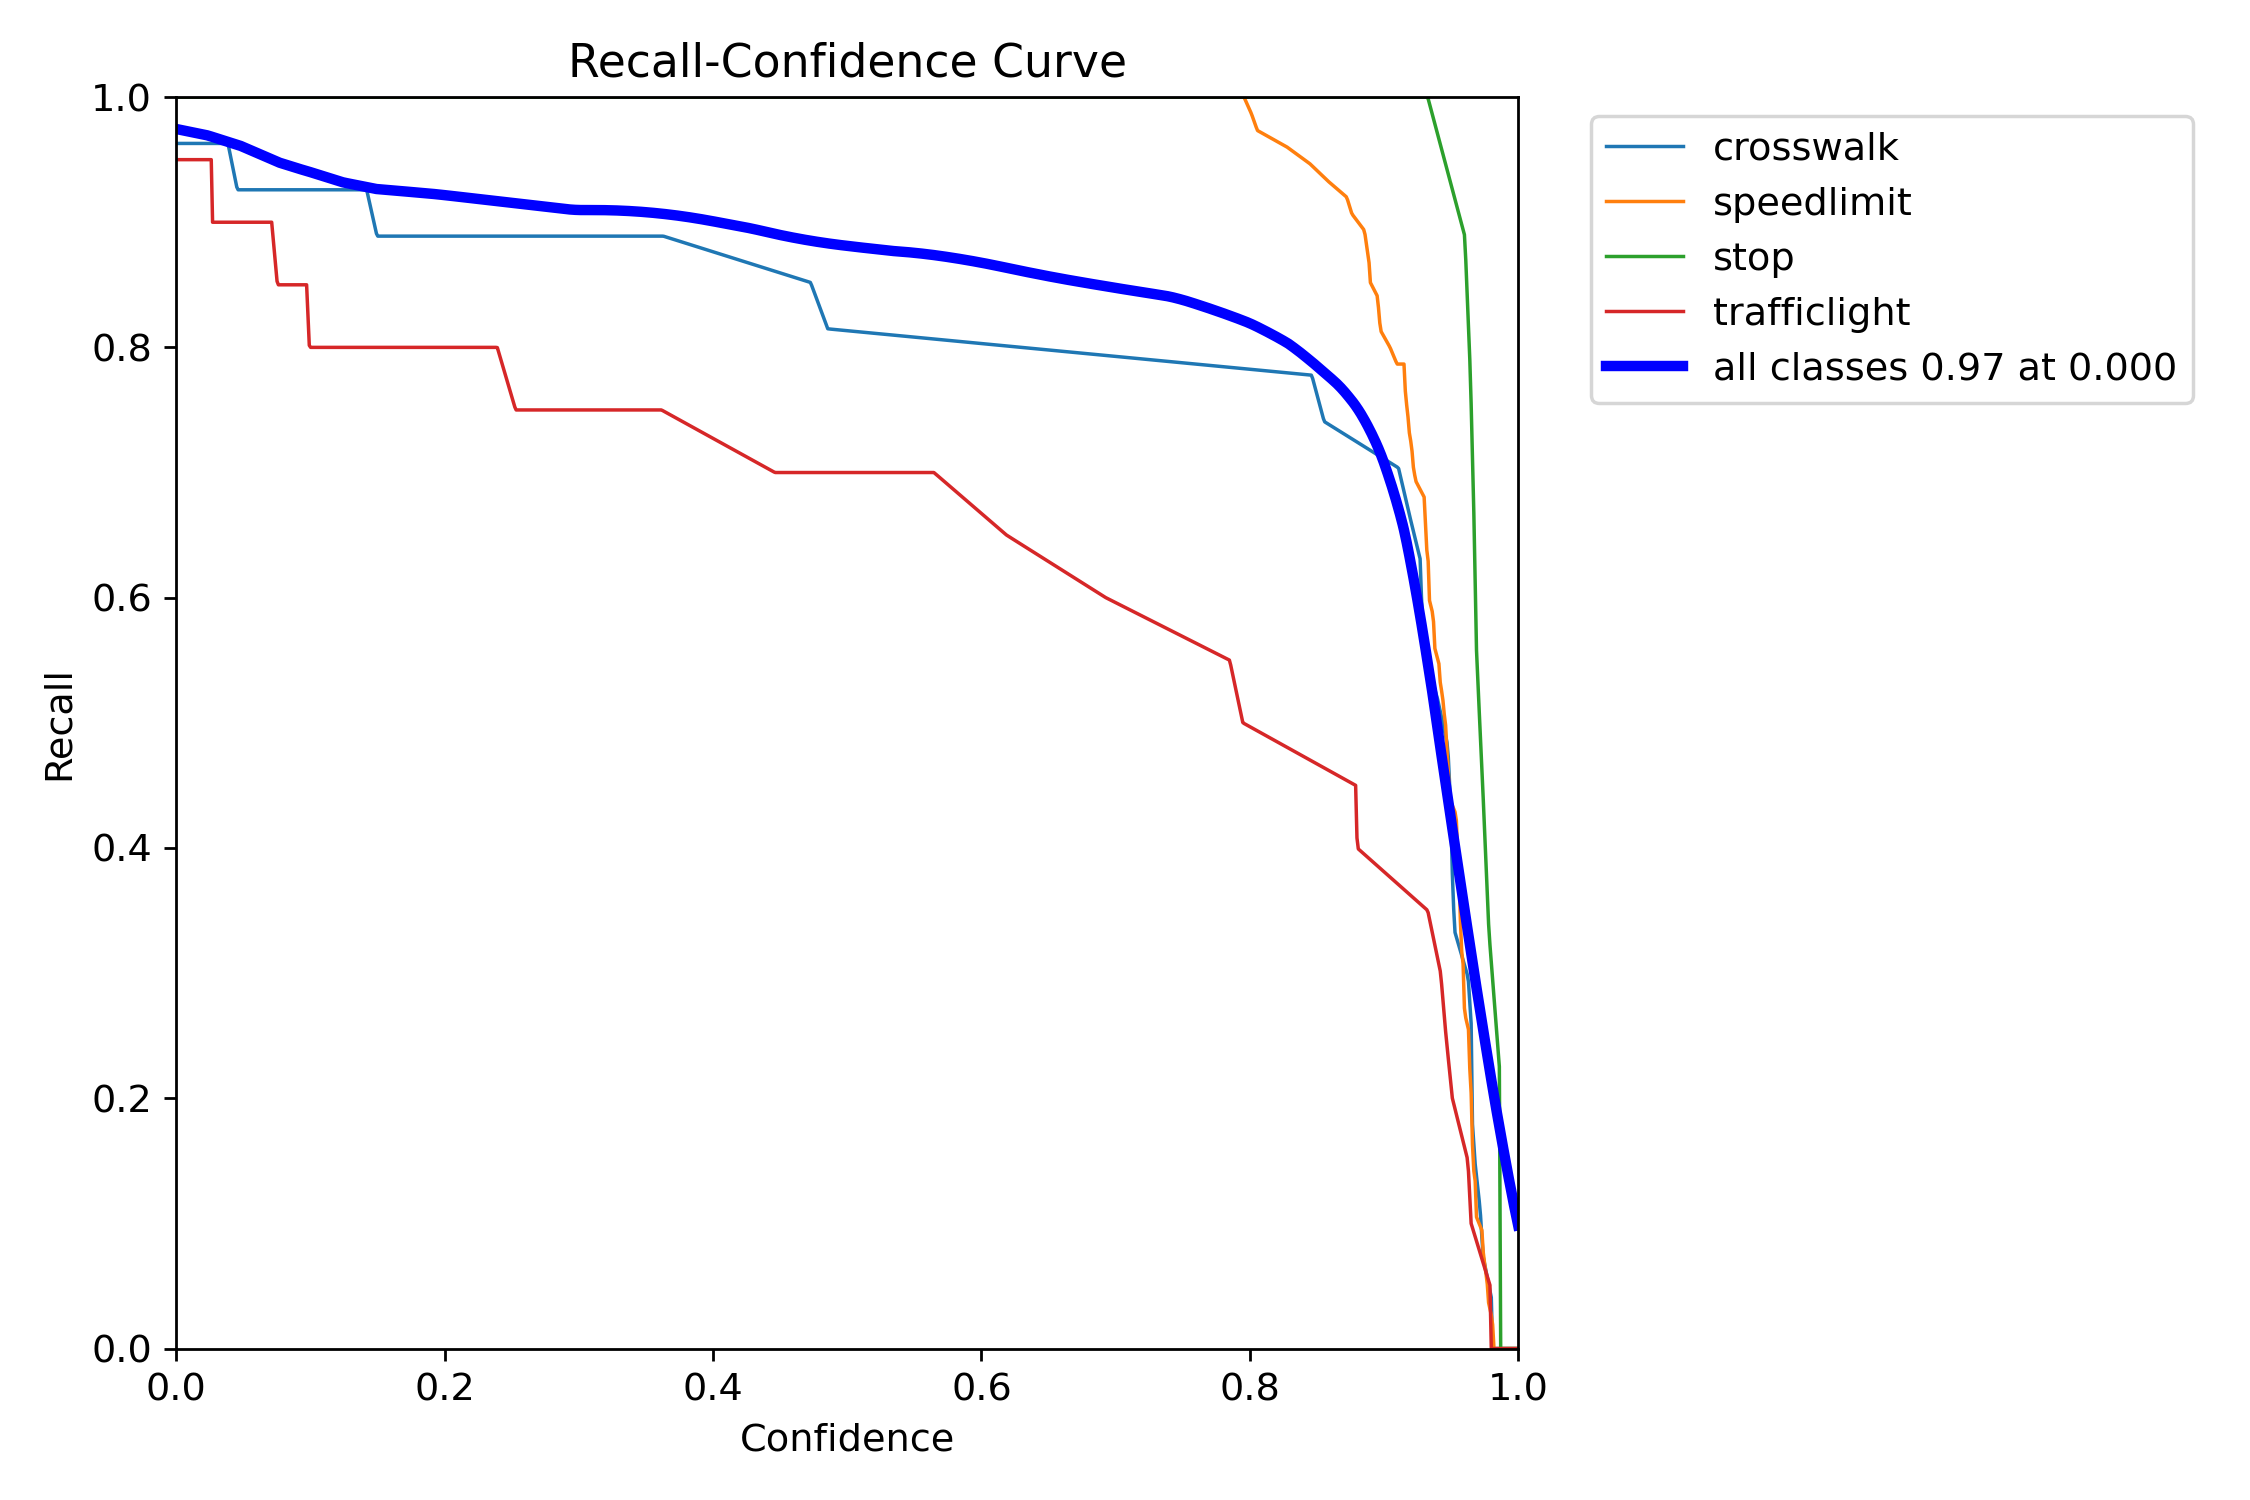 Recall-Confidence Curve
1.0
0.8
0.6
0.4
0.2
0.0
Recall
0.0 0.2 0.4 0.6 0.8 1.0
Confidence
crosswalk
speedlimit
stop
trafficlight
all classes 0.97 at 0.000